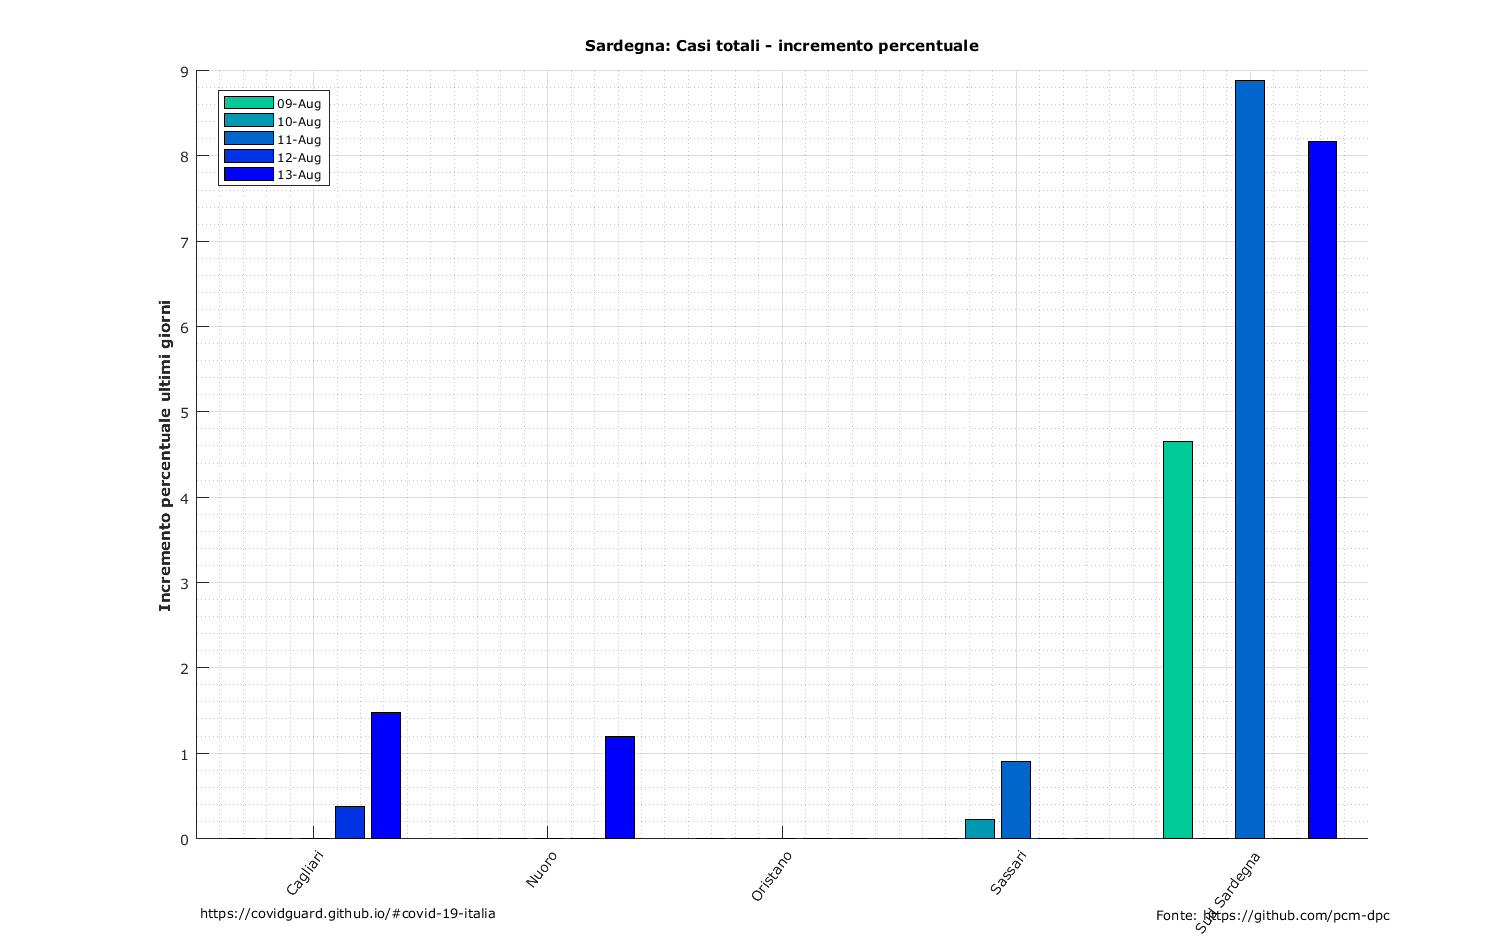 Sardegna: Casi totali - incremento percentuale
Incremento percentuale ultimi giorni
9
8
7
6
5
4
3
2
1
0
09-Aug
10-Aug
11-Aug
12-Aug
13-Aug
Cagliari
Nuoro
Oristano
Sassari
Sud Sardegna
https://covidguard.github.io/#covid-19-italia
Fonte: https://github.com/pcm-dpc